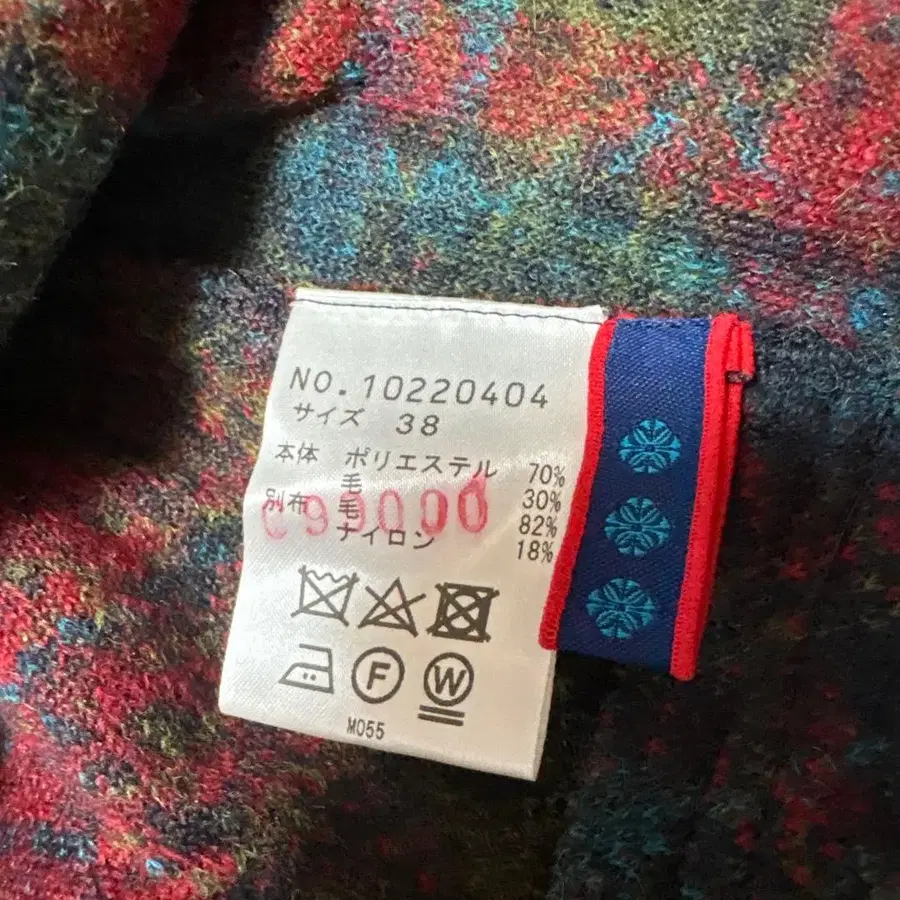 NO.10220404
サイズ 38
本体 ポリエステル 70%
毛 30%
別布 毛 82%
ナイロン 18%
C99000
F W
M055